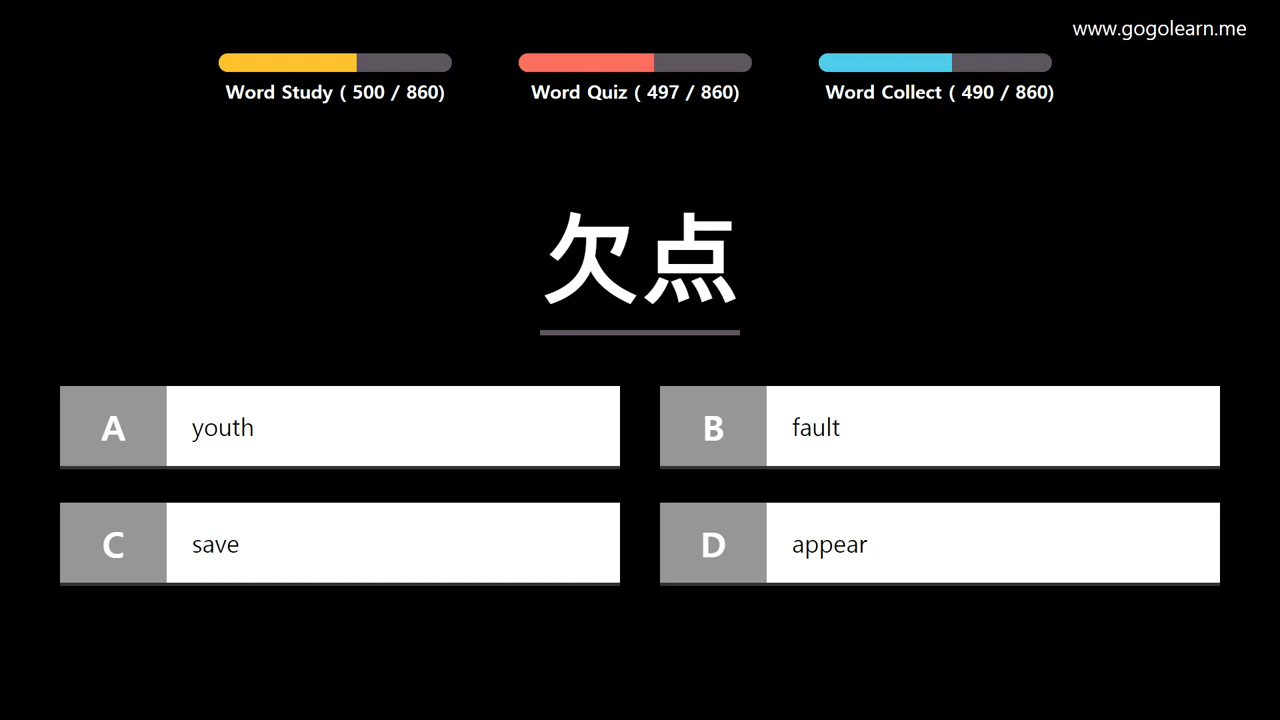 www.gogolearn.me
Word Study ( 500 / 860)
Word Quiz ( 497 / 860)
Word Collect ( 490 / 860)
欠点
A youth
B fault
C save
D appear